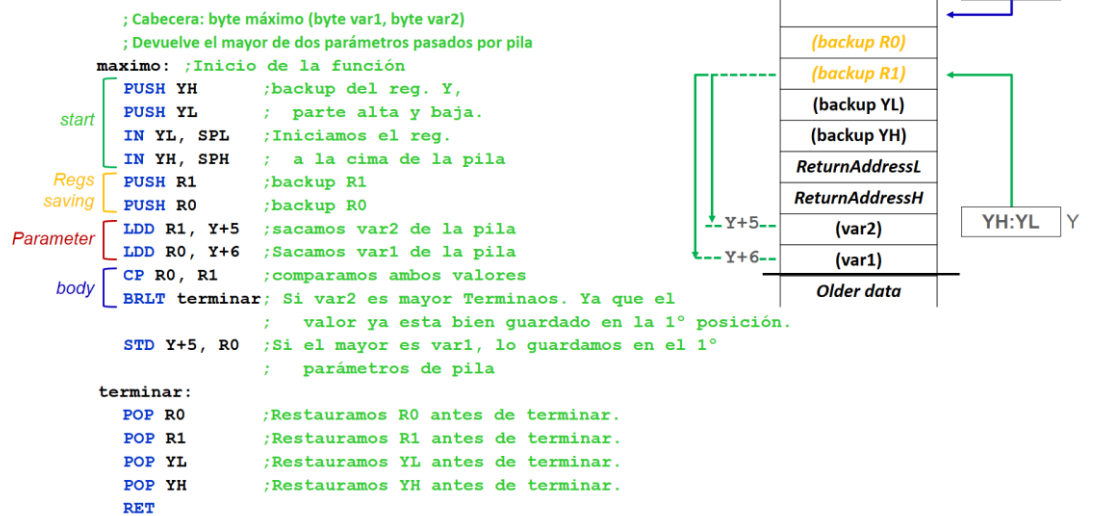 ; Cabecera: byte máximo (byte var1, byte var2)
; Devuelve el mayor de dos parámetros pasados por pila
maximo: ;Inicio de la función
start
PUSH YH ;backup del reg. Y,
PUSH YL ; parte alta y baja.
IN YL, SPL ;Iniciamos el reg.
IN YH, SPH ; a la cima de la pila
Regs
saving
PUSH R1 ;backup R1
PUSH R0 ;backup R0
Parameter
LDD R1, Y+5 ;sacamos var2 de la pila
LDD R0, Y+6 ;Sacamos var1 de la pila
body
CP R0, R1 ;comparamos ambos valores
BRLT terminar; Si var2 es mayor Terminaos. Ya que el
; valor ya esta bien guardado en la 1º posición.
STD Y+5, R0 ;Si el mayor es var1, lo guardamos en el 1º
; parámetros de pila
terminar:
POP R0 ;Restauramos R0 antes de terminar.
POP R1 ;Restauramos R1 antes de terminar.
POP YL ;Restauramos YL antes de terminar.
POP YH ;Restauramos YH antes de terminar.
RET
(backup R0)
(backup R1)
(backup YL)
(backup YH)
ReturnAddressL
ReturnAddressH
Y+5 (var2)
Y+6 (var1)
Older data
YH:YL Y